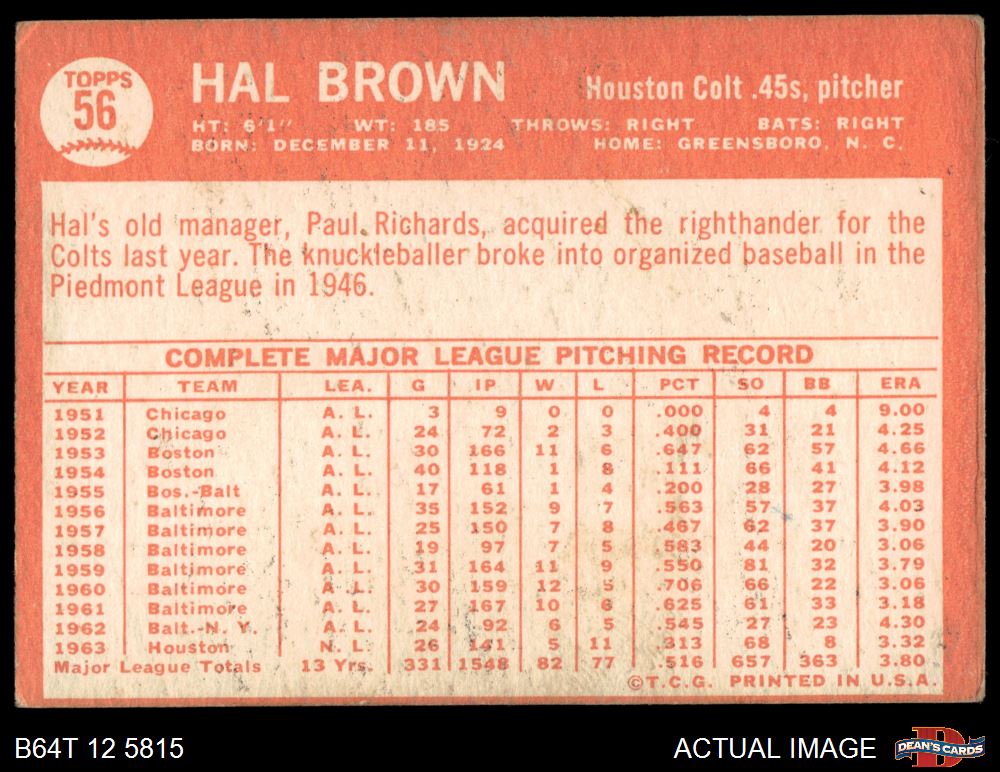 TOPPS
56
HAL BROWN
Houston Colt .45s, pitcher
HT: 6'1" WT: 185 THROWS: RIGHT BATS: RIGHT
BORN: DECEMBER 11, 1924 HOME: GREENSBORO, N. C.
Hal's old manager, Paul Richards, acquired the righthander for the
Colts last year. The knuckleballer broke into organized baseball in the
Piedmont League in 1946.
COMPLETE MAJOR LEAGUE PITCHING RECORD
YEAR TEAM LEA. G IP W L PCT SO BB ERA
1951 Chicago A. L. 3 9 0 0 .000 4 4 9.00
1952 Chicago A. L. 24 72 2 3 .400 31 21 4.25
1953 Boston A. L. 30 166 11 6 .647 62 57 4.66
1954 Boston A. L. 40 118 1 8 .111 66 41 4.12
1955 Bos.-Balt A. L. 17 61 1 4 .200 28 27 3.98
1956 Baltimore A. L. 35 152 9 7 .563 57 37 4.03
1957 Baltimore A. L. 25 150 7 8 .467 62 37 3.90
1958 Baltimore A. L. 19 97 7 5 .583 44 20 3.06
1959 Baltimore A. L. 31 164 11 9 .550 81 32 3.79
1960 Baltimore A. L. 30 159 12 5 .706 66 22 3.06
1961 Baltimore A. L. 27 167 10 6 .625 61 33 3.18
1962 Balt.-N. Y. A. L. 24 92 6 5 .545 27 23 4.30
1963 Houston N. L. 26 141 5 11 .313 68 8 3.32
Major League Totals 13 Yrs. 331 1548 82 77 .516 657 363 3.80
©T.C.G. PRINTED IN U.S.A.
B64T 12 5815
ACTUAL IMAGE
DEAN'S CARDS